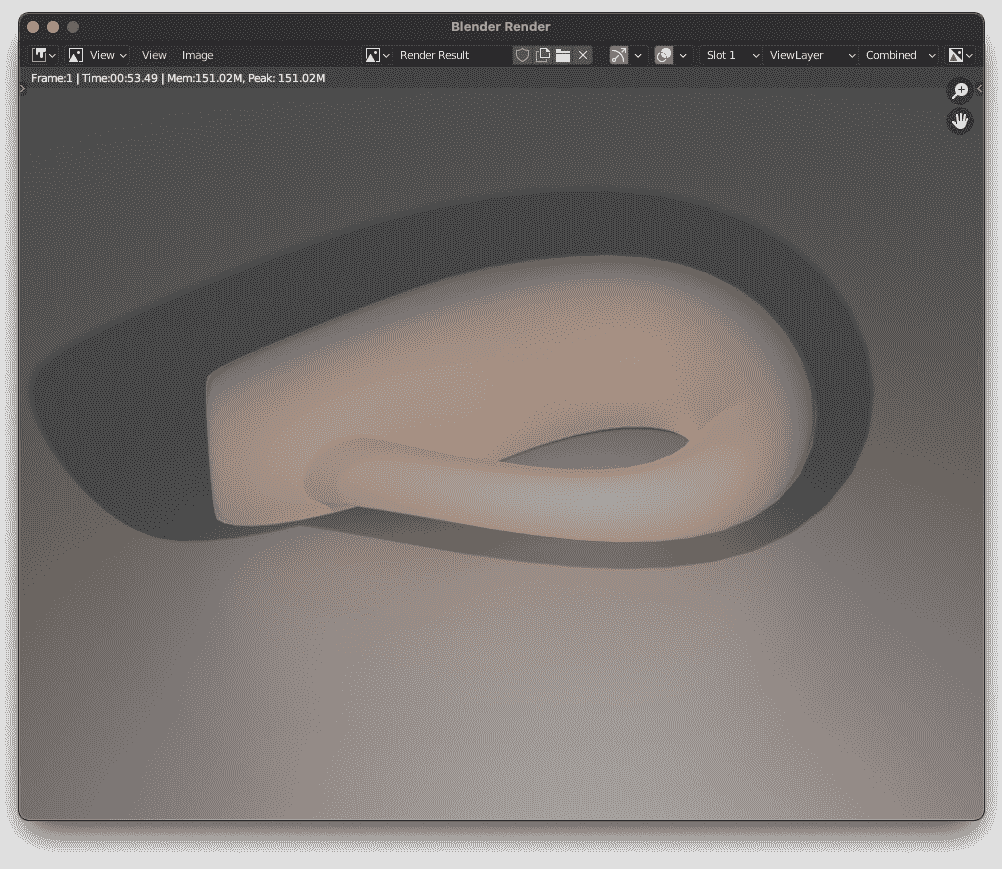 Blender Render
View View Image Render Result Slot 1 ViewLayer Combined
Frame:1 | Time:00:53.49 | Mem:151.02M, Peak: 151.02M